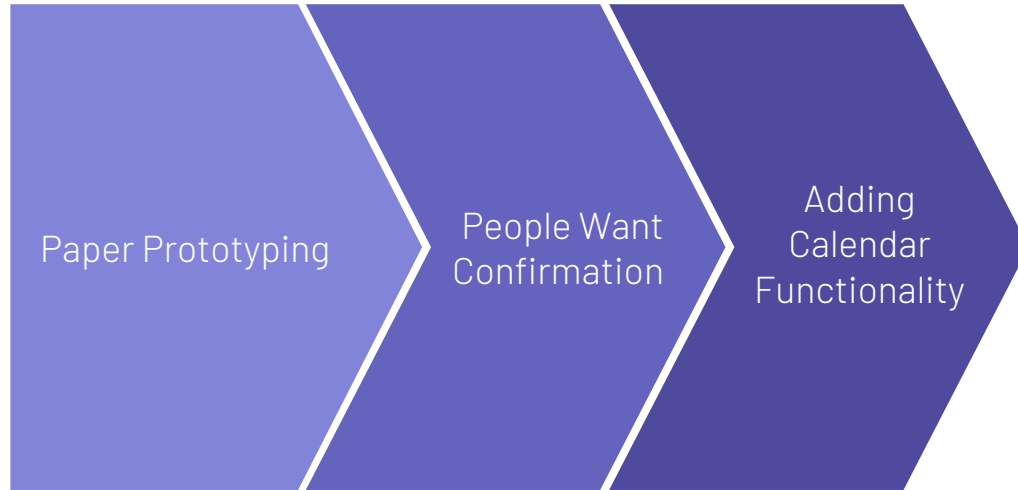 Paper Prototyping
People Want
Confirmation
Adding
Calendar
Functionality